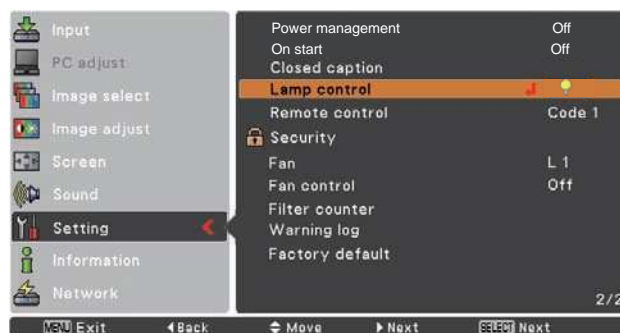 Input
PC adjust
Image select
Image adjust
Screen
Sound
Setting
Information
Network
Power management Off
On start Off
Closed caption
Lamp control
Remote control Code 1
Security
Fan L 1
Fan control Off
Filter counter
Warning log
Factory default
2/2
MENU Exit Back Move Next SELECT Next